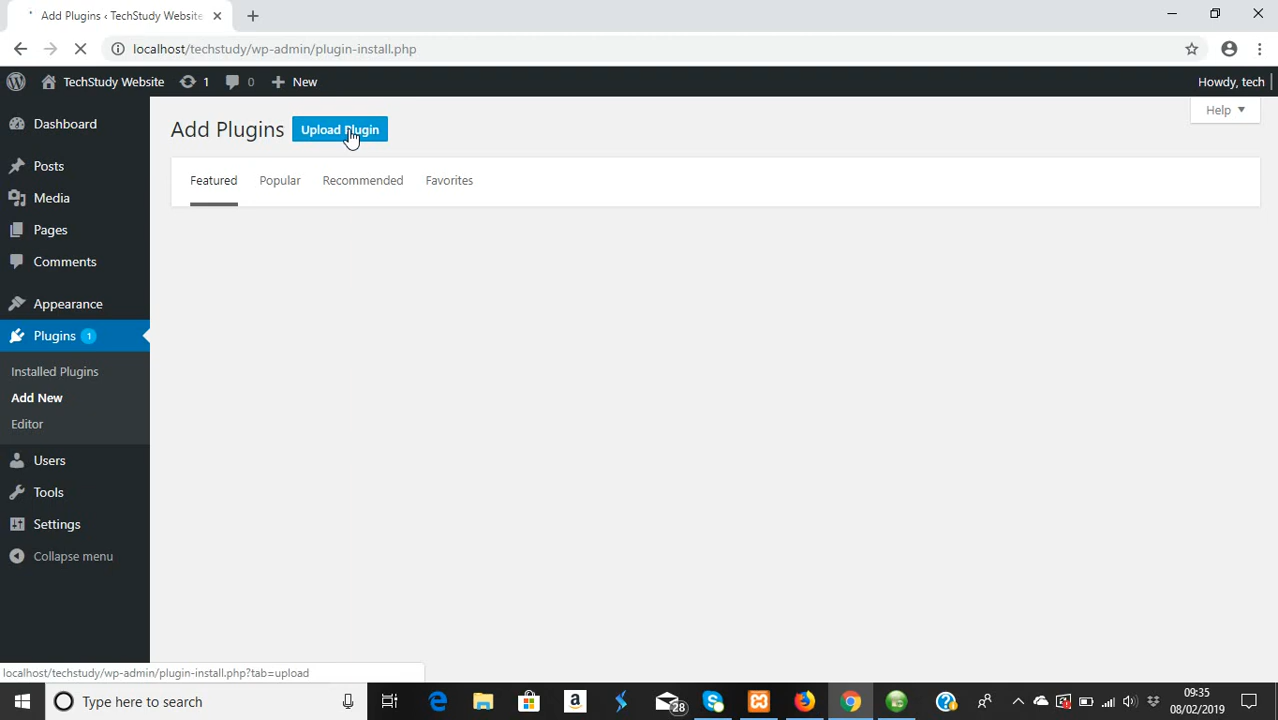 Add Plugins ‹ TechStudy Website
localhost/techstudy/wp-admin/plugin-install.php
TechStudy Website 1 0 New Howdy, tech
Help
Dashboard
Posts
Media
Pages
Comments
Appearance
Plugins 1
Installed Plugins
Add New
Editor
Users
Tools
Settings
Collapse menu
Add Plugins Upload Plugin
Featured Popular Recommended Favorites
localhost/techstudy/wp-admin/plugin-install.php?tab=upload
Type here to search
28
09:35
08/02/2019